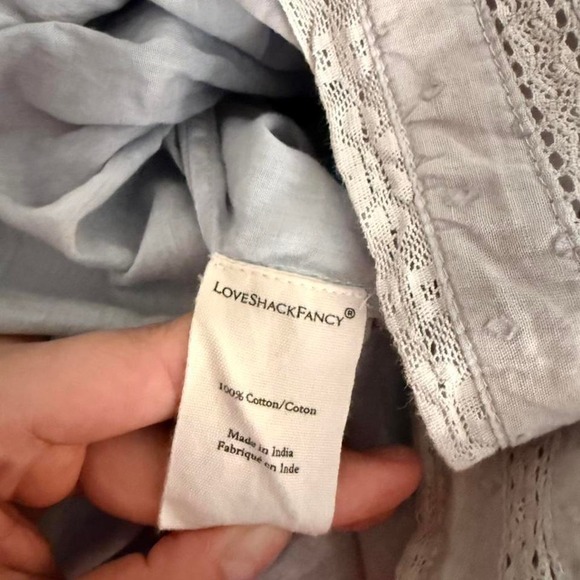 LOVESHACKFANCY®
100% Cotton/Coton
Made in India
Fabriqué en Inde